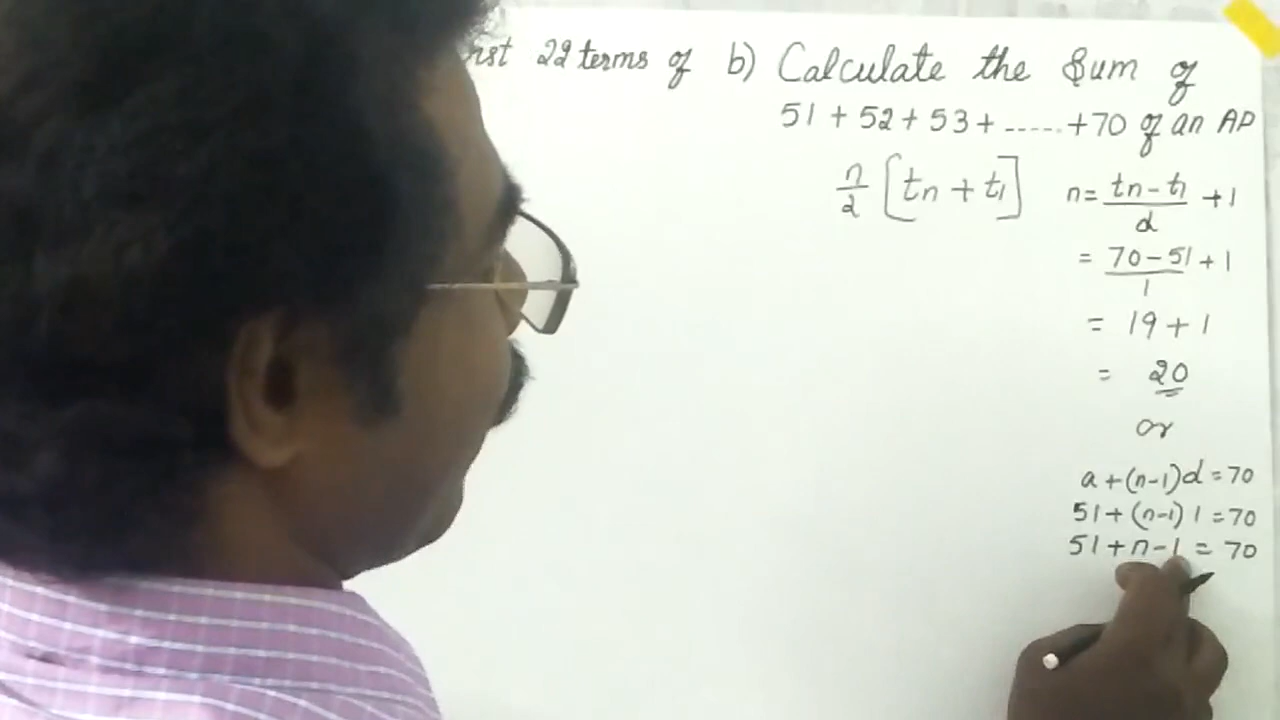 22 terms of
b) Calculate the Sum of
51 + 52 + 53 + ..... + 70 of an AP
n/2 [tn + t1]
n = (tn - t1)/d + 1
= (70 - 51)/1 + 1
= 19 + 1
= 20
or
a + (n-1)d = 70
51 + (n-1) 1 = 70
51 + n - 1 = 70